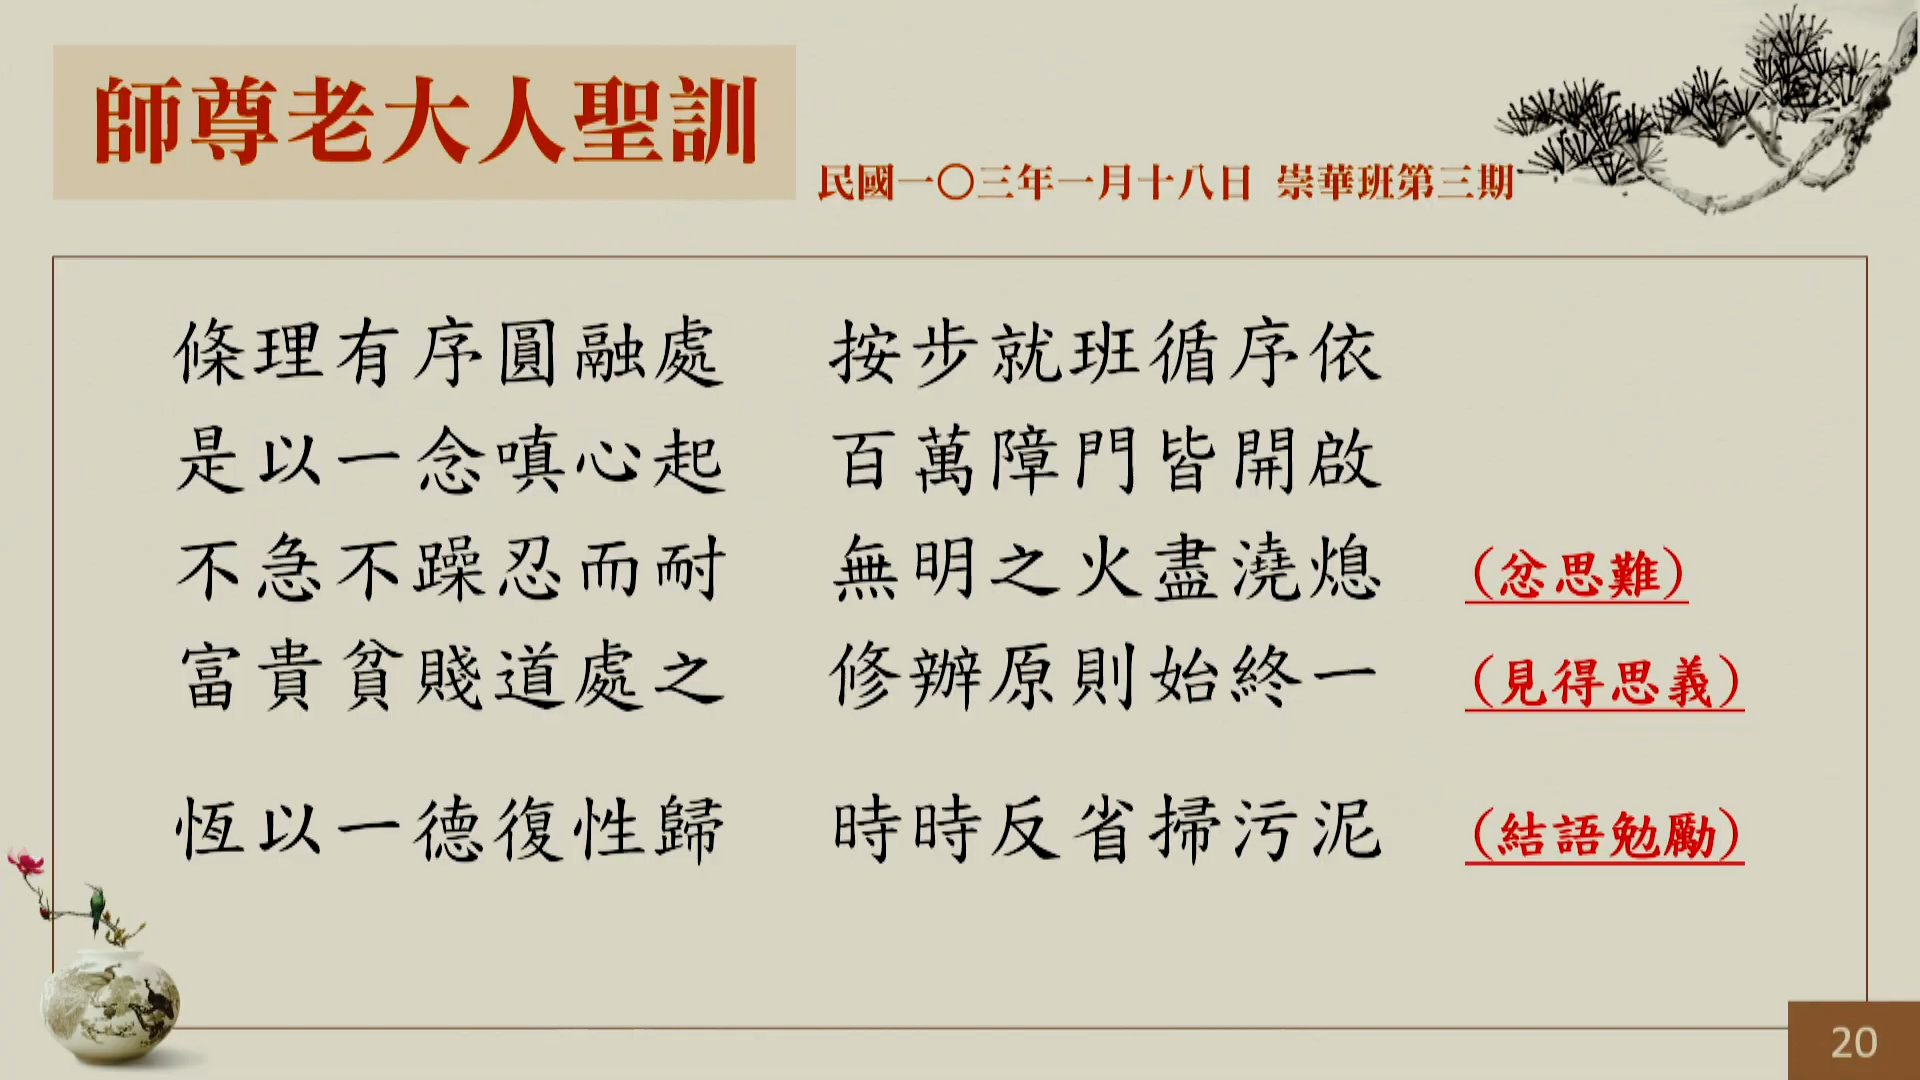 師尊老大人聖訓
民國一〇三年一月十八日 崇華班第三期
條理有序圓融處 按步就班循序依
是以一念嗔心起 百萬障門皆開啟
不急不躁忍而耐 無明之火盡澆熄 (忿思難)
富貴貧賤道處之 修辦原則始終一 (見得思義)
恆以一德復性歸 時時反省掃污泥 (結語勉勵)
20